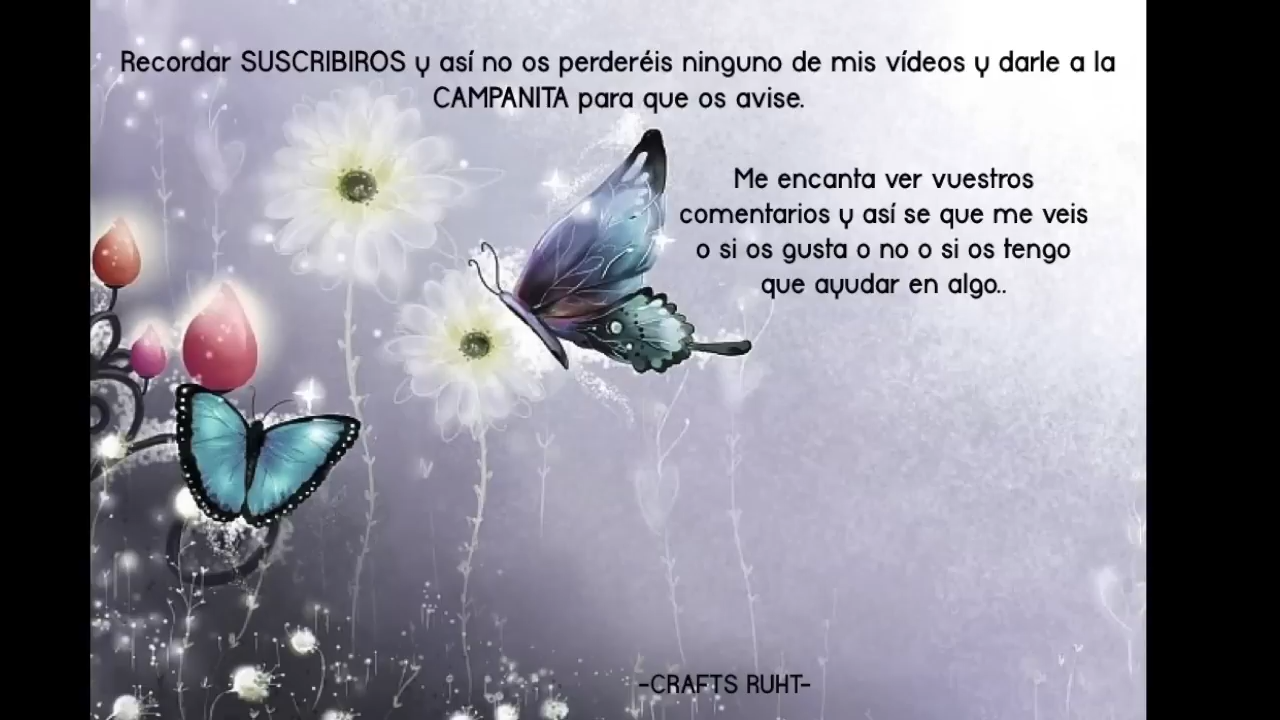 Recordar SUSCRIBIROS y así no os perderéis ninguno de mis vídeos y darle a la
CAMPANITA para que os avise.
Me encanta ver vuestros
comentarios y así se que me veis
o si os gusta o no o si os tengo
que ayudar en algo..
-CRAFTS RUHT-